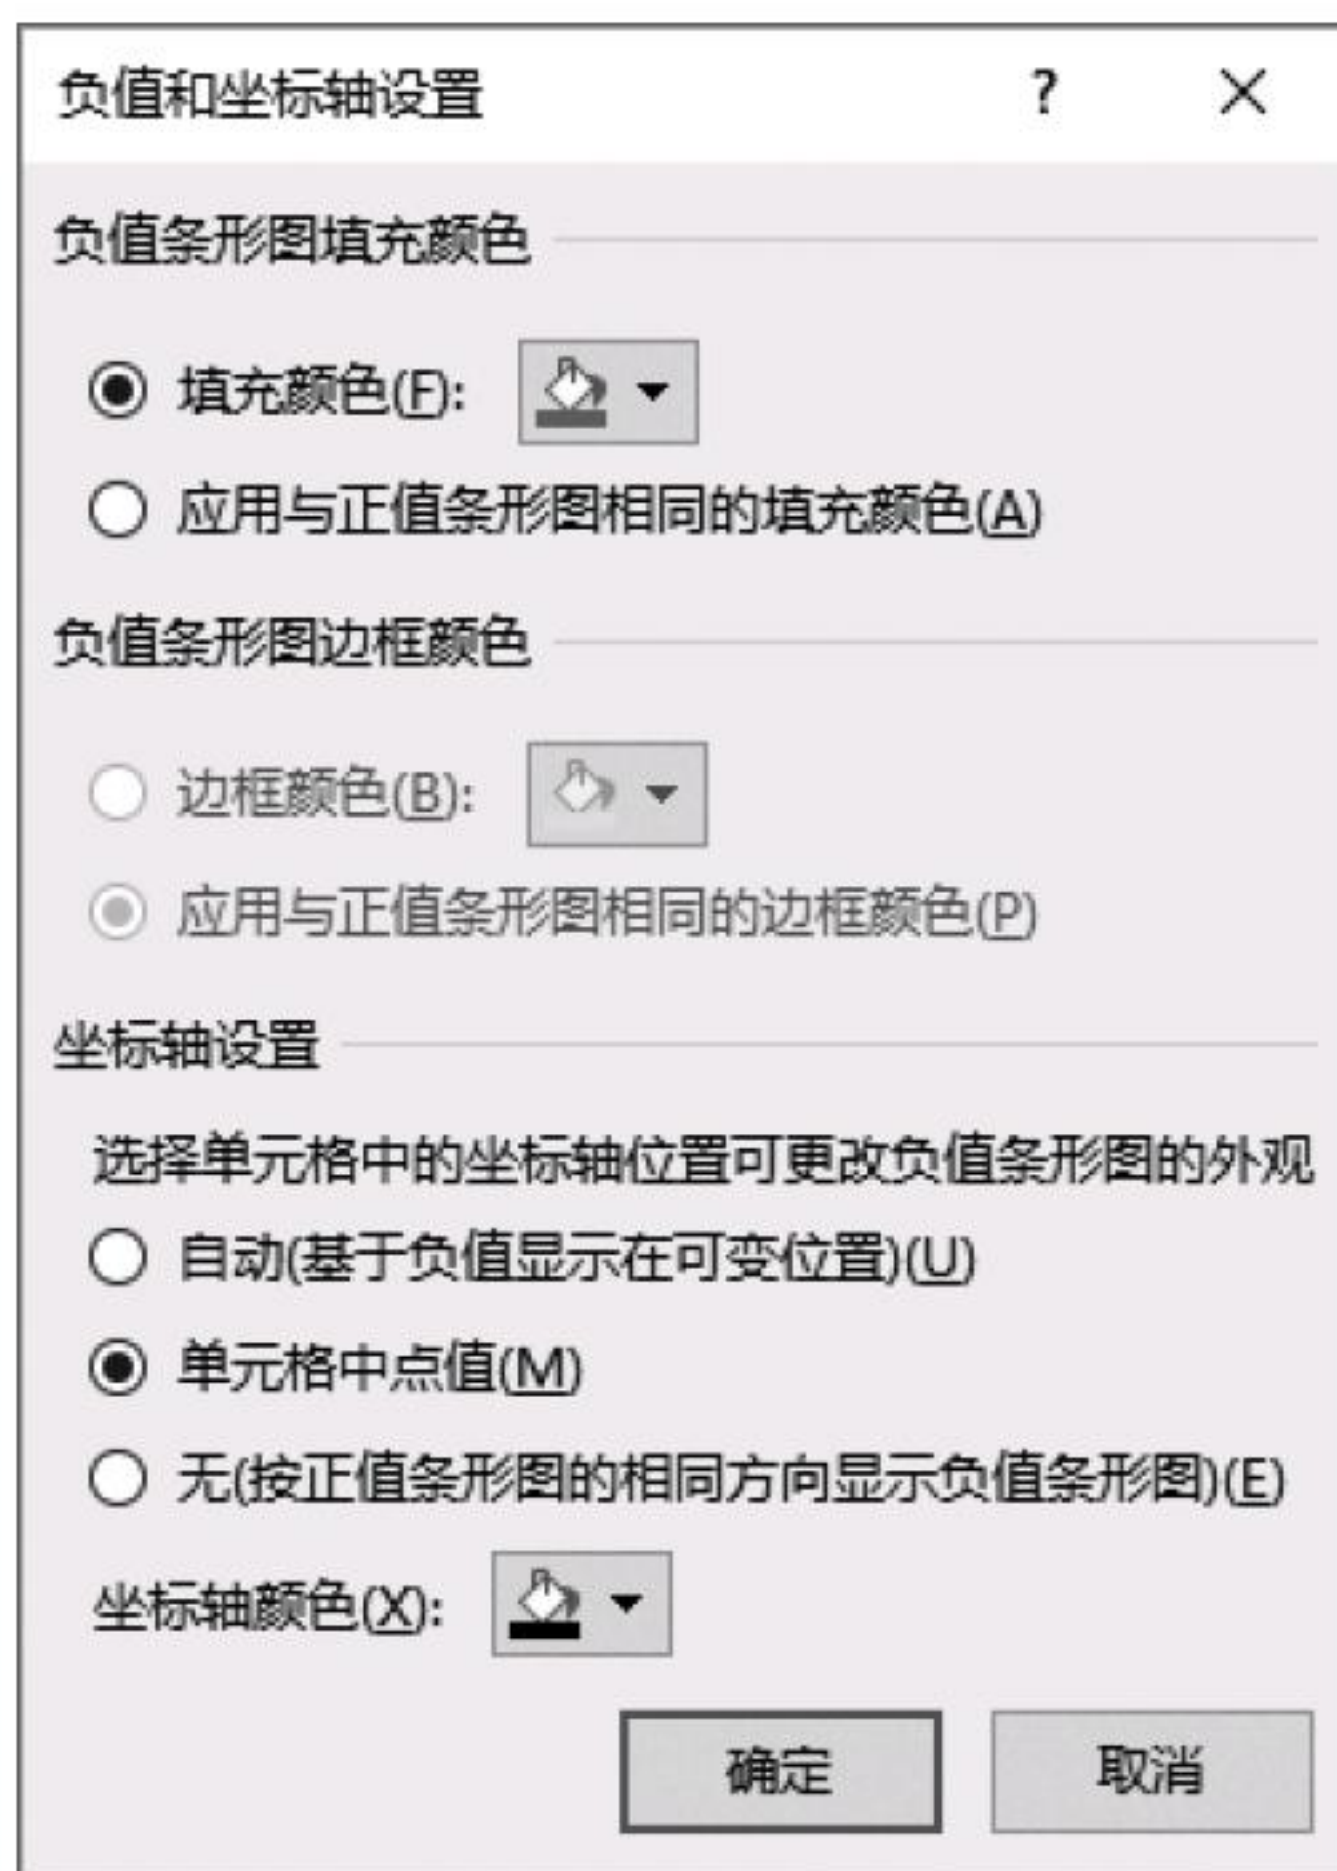 负值和坐标轴设置 ? ×
负值条形图填充颜色
填充颜色(F):
应用与正值条形图相同的填充颜色(A)
负值条形图边框颜色
边框颜色(B):
应用与正值条形图相同的边框颜色(P)
坐标轴设置
选择单元格中的坐标轴位置可更改负值条形图的外观
自动(基于负值显示在可变位置)(U)
单元格中点值(M)
无(按正值条形图的相同方向显示负值条形图)(E)
坐标轴颜色(X):
确定 取消